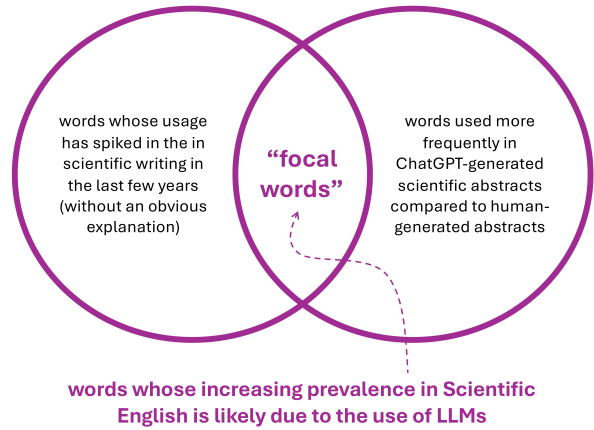 words whose usage
has spiked in the in
scientific writing in
the last few years
(without an obvious
explanation)
“focal
words”
words used more
frequently in
ChatGPT-generated
scientific abstracts
compared to human-
generated abstracts
words whose increasing prevalence in Scientific
English is likely due to the use of LLMs